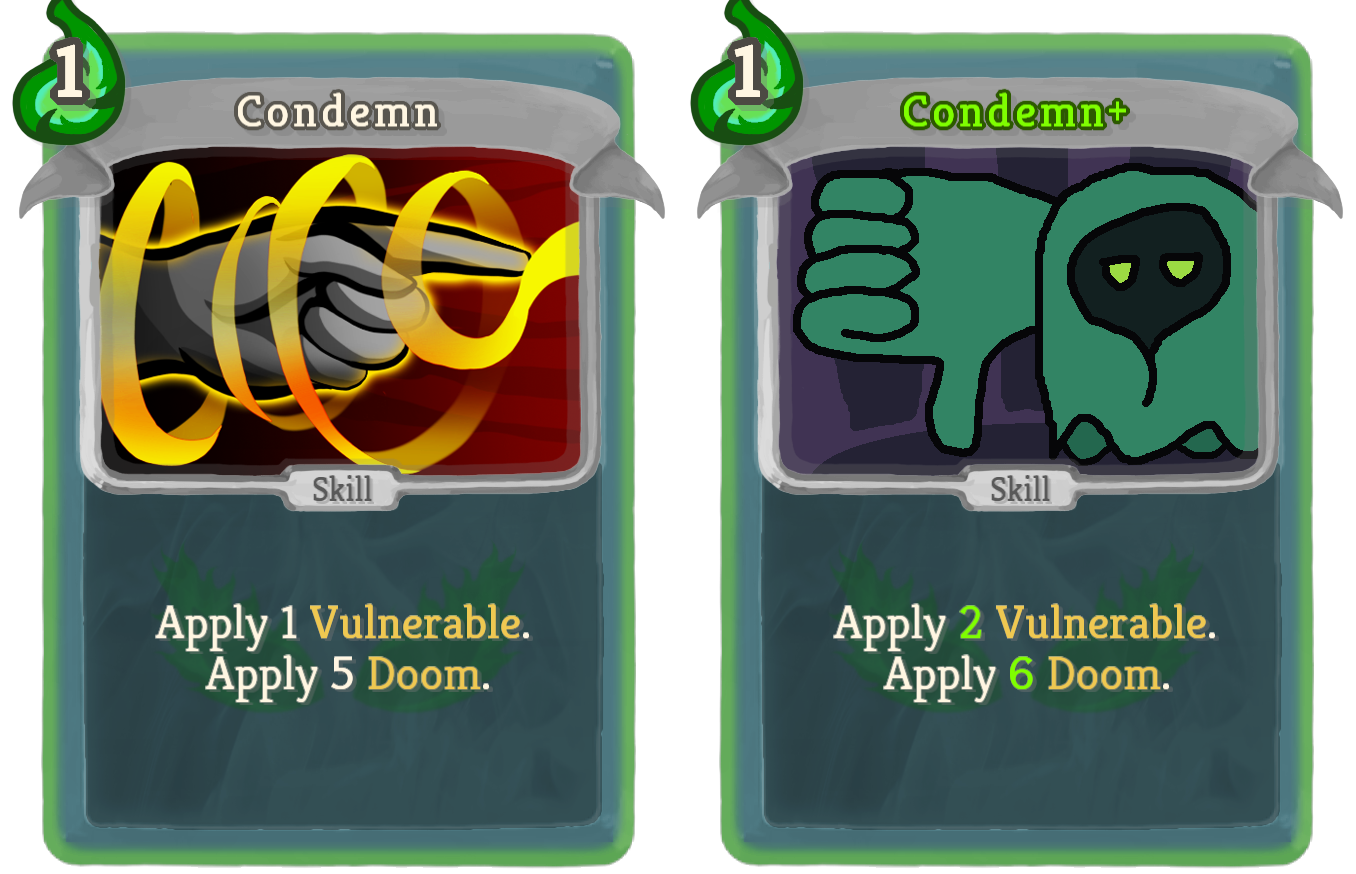 1
Condemn
Skill
Apply 1 Vulnerable.
Apply 5 Doom.
1
Condemn+
Skill
Apply 2 Vulnerable.
Apply 6 Doom.